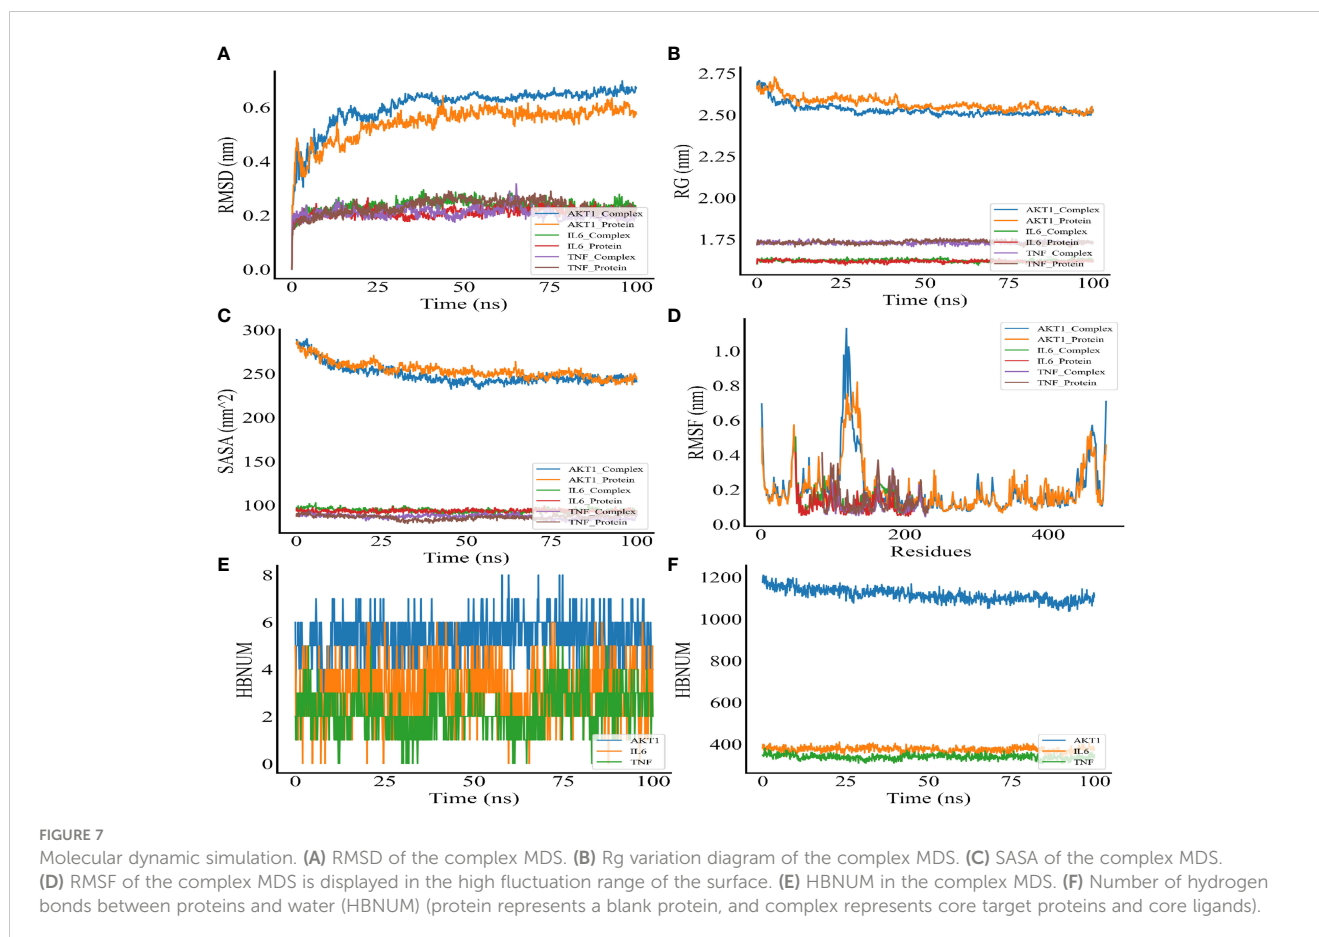 A
RMSD (nm)
0.6
0.4
0.2
0.0
AKT1_Complex
AKT1_Protein
IL6_Complex
IL6_Protein
TNF_Complex
TNF_Protein
0 25 50 75 100
Time (ns)
B
RG (nm)
2.75
2.50
2.25
2.00
1.75
AKT1_Complex
AKT1_Protein
IL6_Complex
IL6_Protein
TNF_Complex
TNF_Protein
0 25 50 75 100
Time (ns)
C
SASA (nm^2)
300
250
200
150
100
AKT1_Complex
AKT1_Protein
IL6_Complex
IL6_Protein
TNF_Complex
TNF_Protein
0 25 50 75 100
Time (ns)
D
RMSF (nm)
1.0
0.8
0.6
0.4
0.2
0.0
AKT1_Complex
AKT1_Protein
IL6_Complex
IL6_Protein
TNF_Complex
TNF_Protein
0 200 400
Residues
E
HBNUM
8
6
4
2
0
AKT1
IL6
TNF
0 25 50 75 100
Time (ns)
F
HBNUM
1200
1000
800
600
400
AKT1
IL6
TNF
0 25 50 75 100
Time (ns)
FIGURE 7
Molecular dynamic simulation. (A) RMSD of the complex MDS. (B) Rg variation diagram of the complex MDS. (C) SASA of the complex MDS.
(D) RMSF of the complex MDS is displayed in the high fluctuation range of the surface. (E) HBNUM in the complex MDS. (F) Number of hydrogen
bonds between proteins and water (HBNUM) (protein represents a blank protein, and complex represents core target proteins and core ligands).